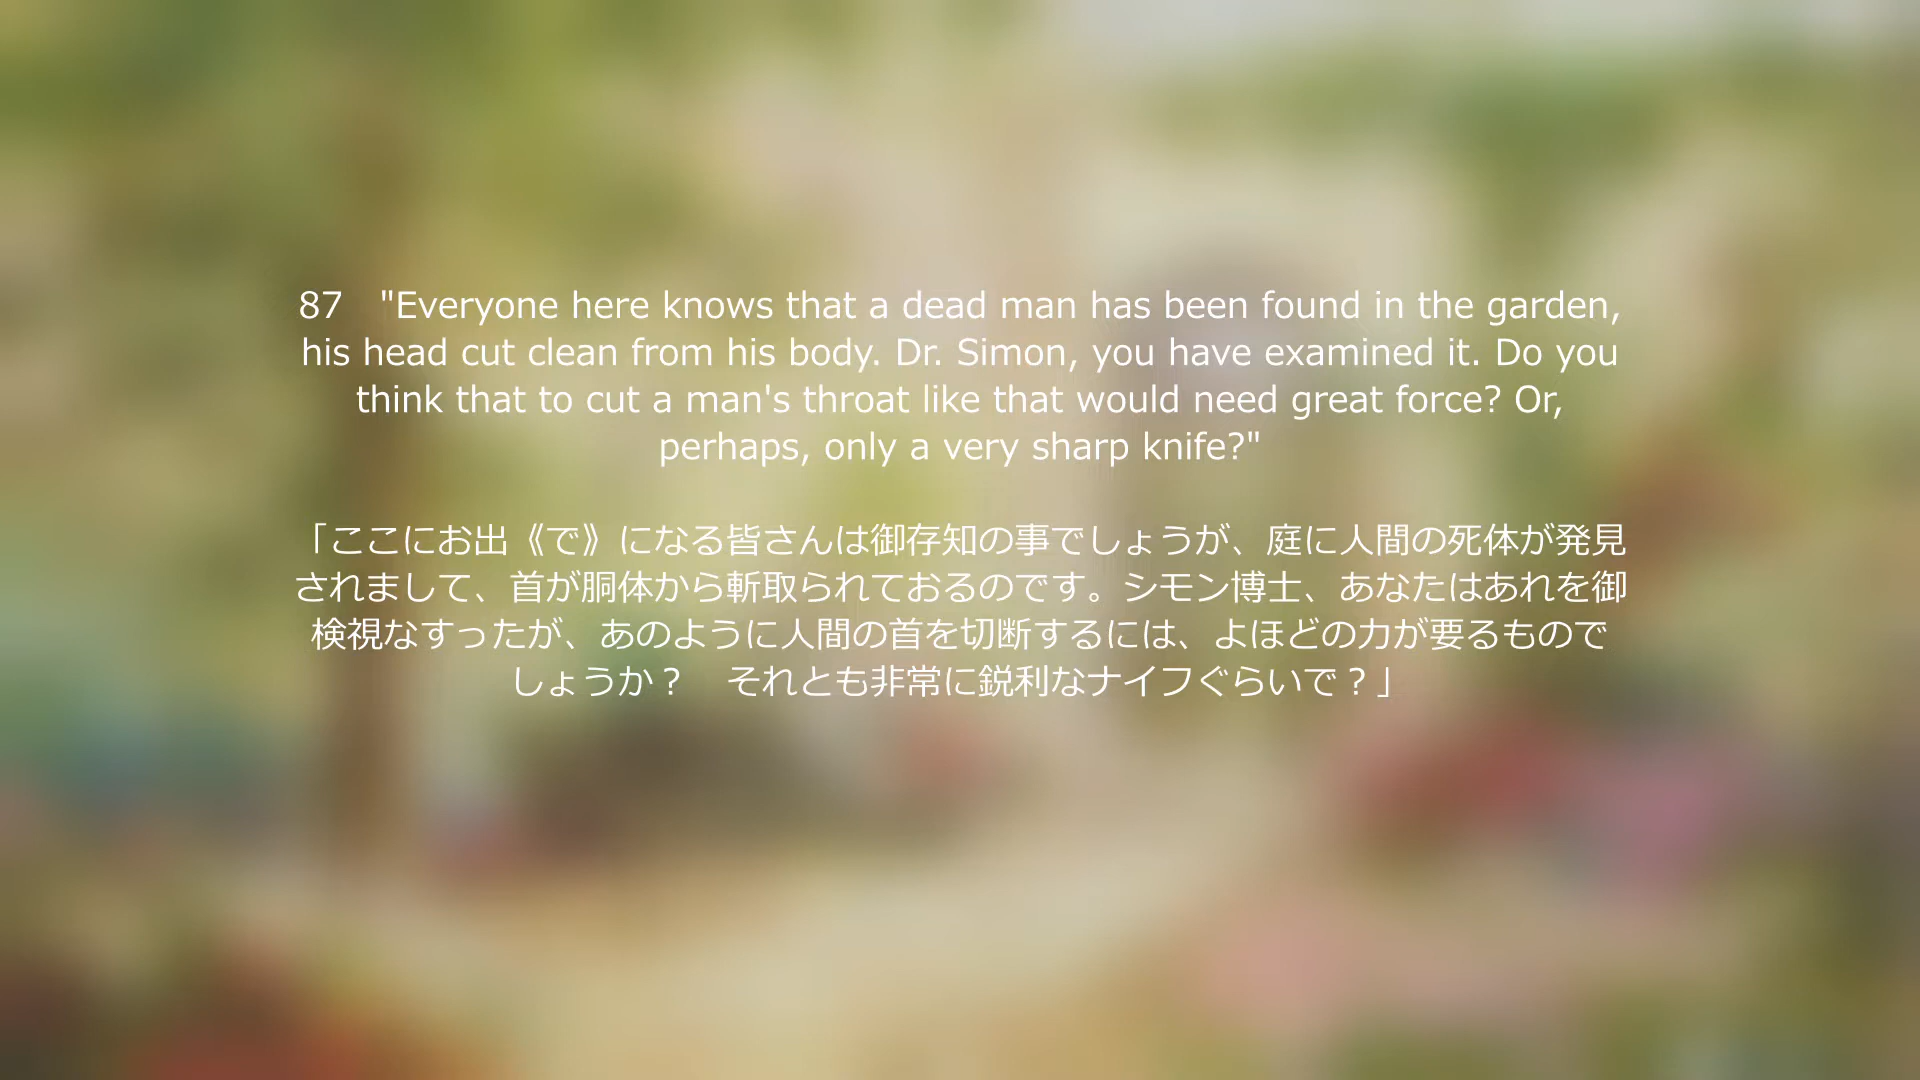 87　"Everyone here knows that a dead man has been found in the garden,
his head cut clean from his body. Dr. Simon, you have examined it. Do you
think that to cut a man's throat like that would need great force? Or,
perhaps, only a very sharp knife?"
「ここにお出《で》になる皆さんは御存知の事でしょうが、庭に人間の死体が発見
されまして、首が胴体から斬取られておるのです。シモン博士、あなたはあれを御
検視なすったが、あのように人間の首を切断するには、よほどの力が要るもので
しょうか？　それとも非常に鋭利なナイフぐらいで？」